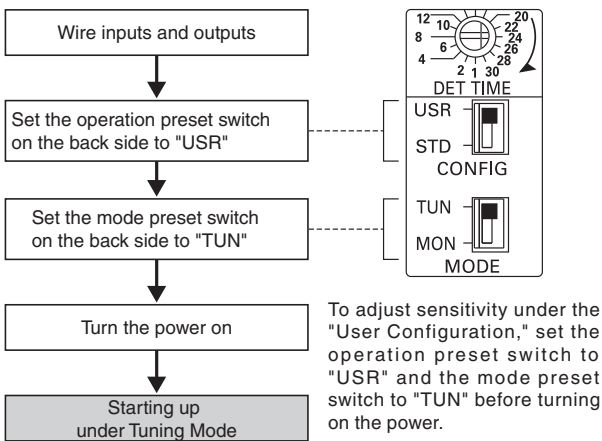 Wire inputs and outputs
Set the operation preset switch
on the back side to "USR"
Set the mode preset switch
on the back side to "TUN"
Turn the power on
Starting up
under Tuning Mode
12
10
8
6
4
2
1
30
28
26
24
22
20
DET TIME
USR
STD
CONFIG
TUN
MON
MODE
To adjust sensitivity under the
"User Configuration," set the
operation preset switch to
"USR" and the mode preset
switch to "TUN" before turning
on the power.